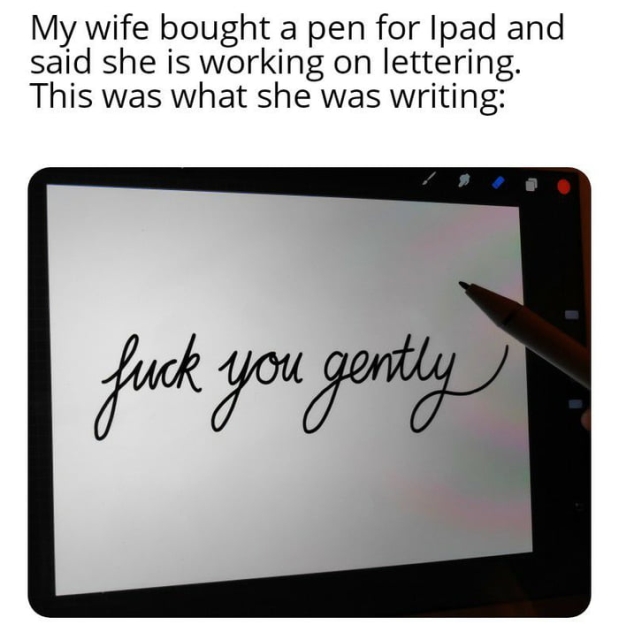 My wife bought a pen for Ipad and
said she is working on lettering.
This was what she was writing:
fuck you gently